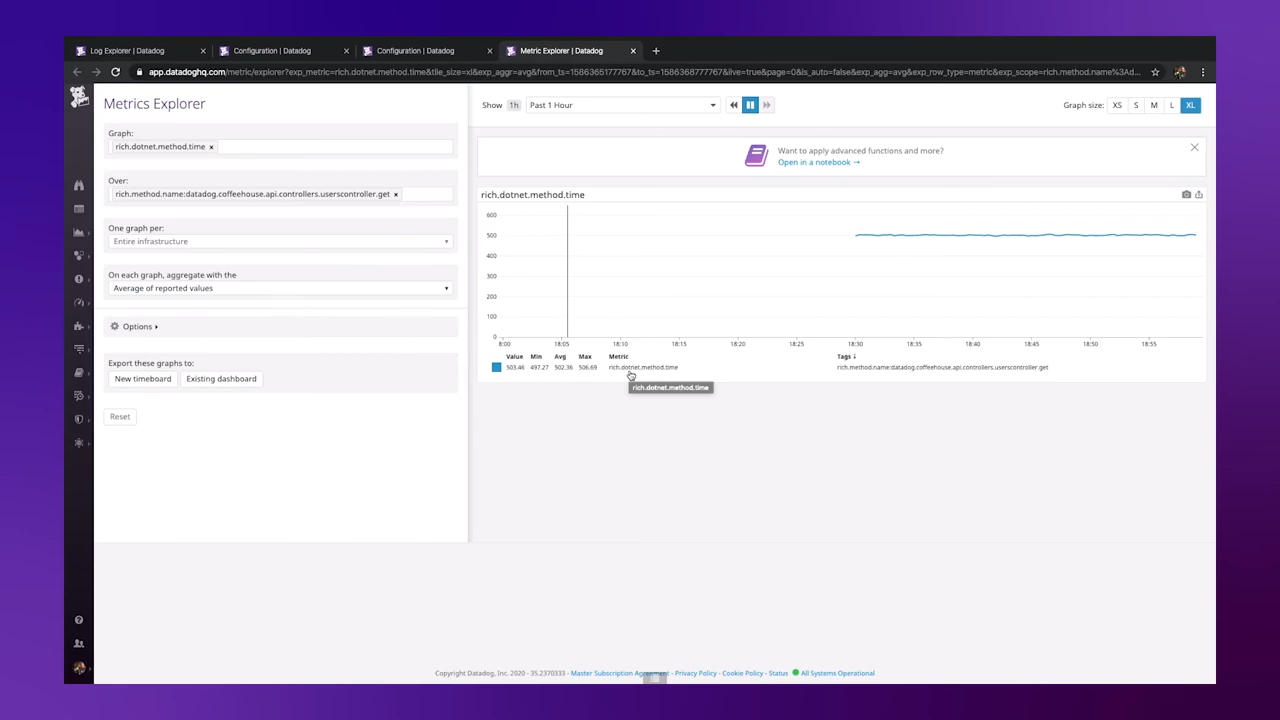 Log Explorer | Datadog
Configuration | Datadog
Configuration | Datadog
Metric Explorer | Datadog
app.datadoghq.com/metric/explorer?exp_metric=rich.dotnet.method.time&tile_size=xl&exp_aggr=avg&from_ts=1586365177767&to_ts=1586368777767&live=true&page=0&is_auto=false&exp_agg=avg&exp_row_type=metric&exp_scope=rich.method.name%3Ad...
Metrics Explorer
Graph:
rich.dotnet.method.time ×
Over:
rich.method.name:datadog.coffeehouse.api.controllers.userscontroller.get ×
One graph per:
Entire infrastructure
On each graph, aggregate with the
Average of reported values
Options
Export these graphs to:
New timeboard Existing dashboard
Reset
Show 1h Past 1 Hour
Graph size: XS S M L XL
Want to apply advanced functions and more?
Open in a notebook →
rich.dotnet.method.time
600
500
400
300
200
100
0
8:00 18:05 18:10 18:15 18:20 18:25 18:30 18:35 18:40 18:45 18:50 18:55
Value Min Avg Max Metric Tags ↓
503.46 497.27 502.36 506.69 rich.dotnet.method.time rich.method.name:datadog.coffeehouse.api.controllers.userscontroller.get
rich.dotnet.method.time
Copyright Datadog, Inc. 2020 - 35.2370333 - Master Subscription Agreement - Privacy Policy - Cookie Policy - Status All Systems Operational